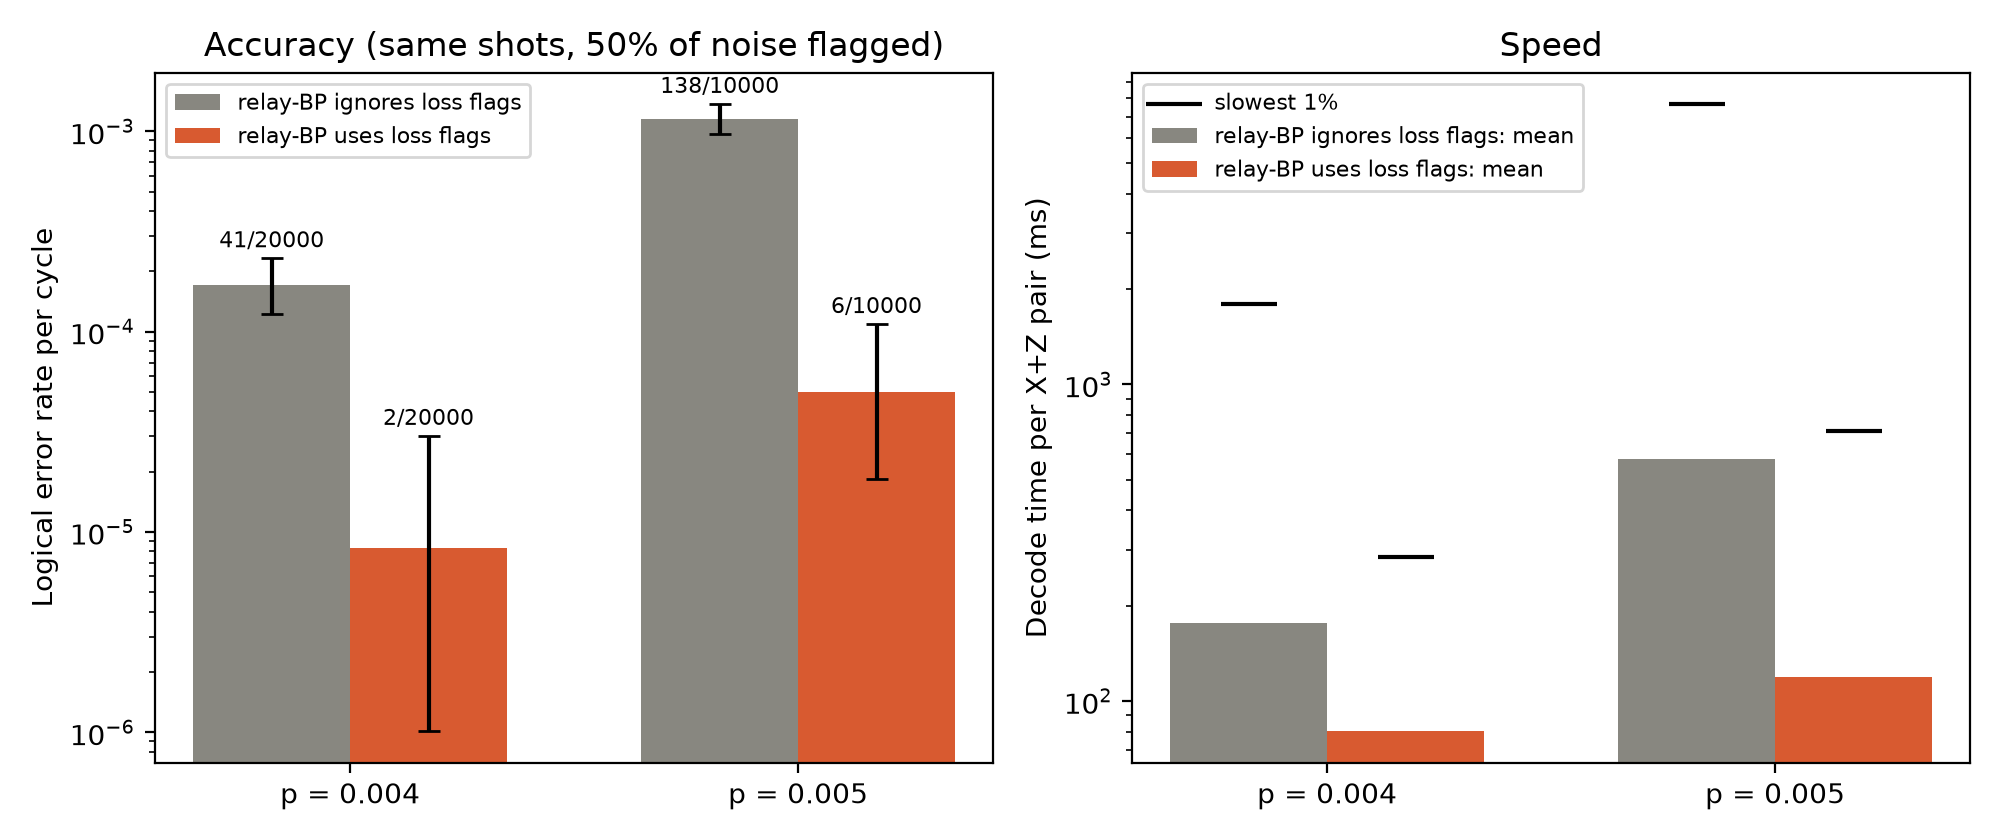 Accuracy (same shots, 50% of noise flagged)
relay-BP ignores loss flags
relay-BP uses loss flags
138/10000
41/20000
6/10000
2/20000
Logical error rate per cycle
10⁻³
10⁻⁴
10⁻⁵
10⁻⁶
p = 0.004
p = 0.005
Speed
slowest 1%
relay-BP ignores loss flags: mean
relay-BP uses loss flags: mean
Decode time per X+Z pair (ms)
10³
10²
p = 0.004
p = 0.005